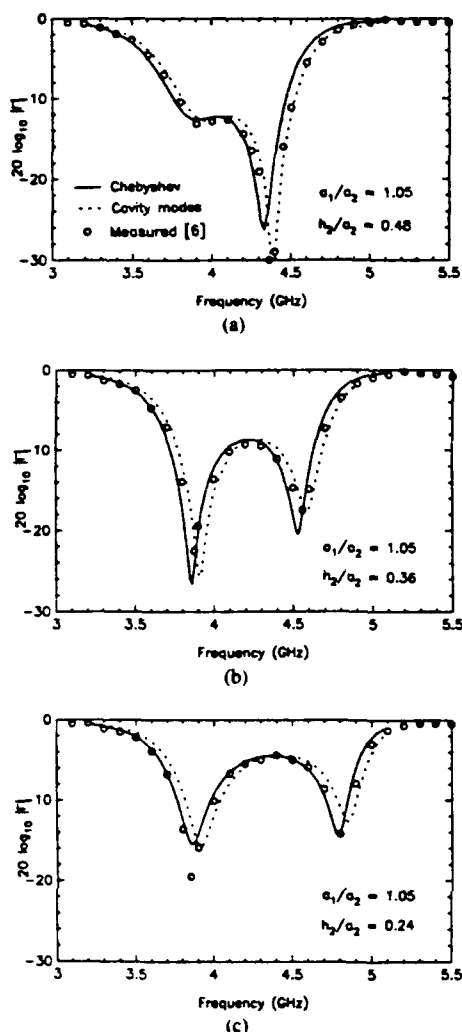 0
10
20 log10 |Γ|
-20
-30
Chebyshev
Cavity modes
Measured [6]
a1/a2 = 1.05
h2/a2 = 0.48
3 3.5 4 4.5 5 5.5
Frequency (GHz)
(a)
0
10
20 log10 |Γ|
-20
-30
a1/a2 = 1.05
h2/a2 = 0.36
3 3.5 4 4.5 5 5.5
Frequency (GHz)
(b)
0
10
20 log10 |Γ|
-20
-30
a1/a2 = 1.05
h2/a2 = 0.24
3 3.5 4 4.5 5 5.5
Frequency (GHz)
(c)